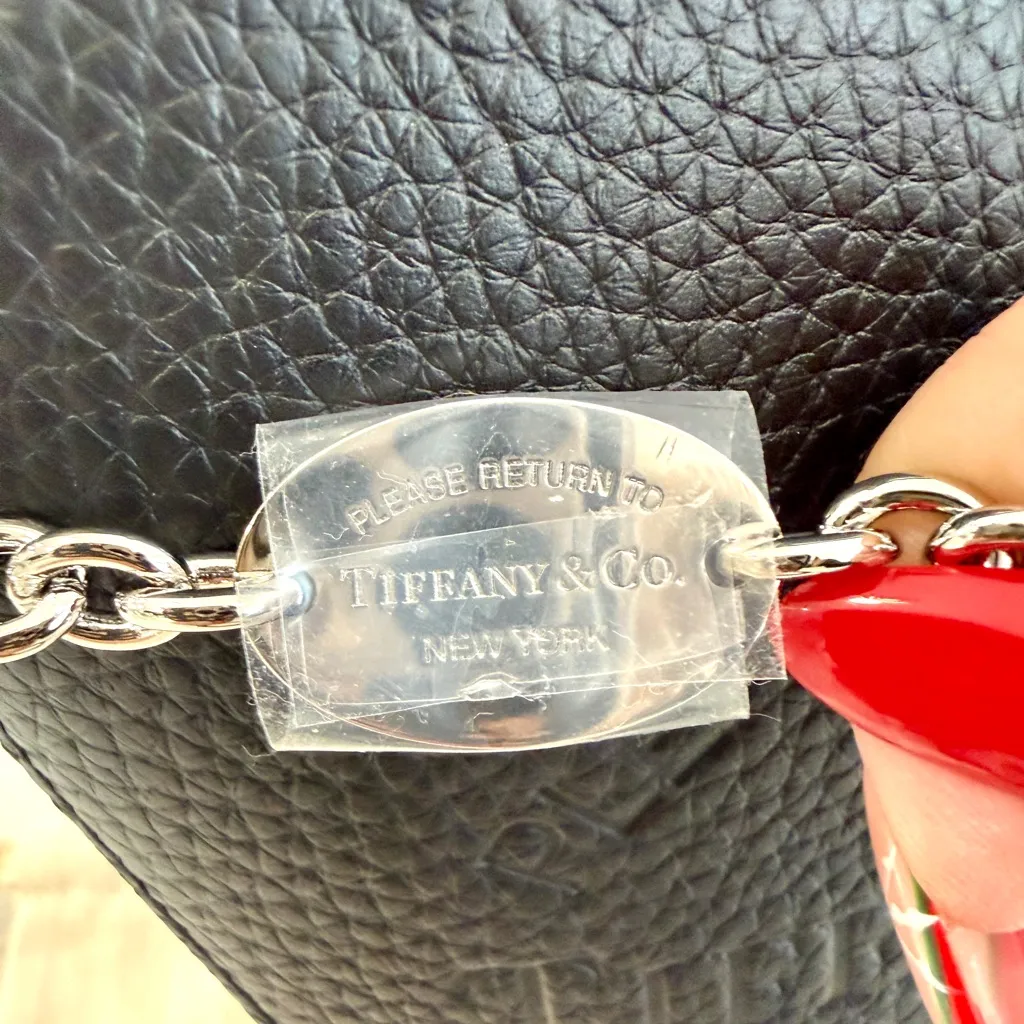 PLEASE RETURN TO
TIFFANY & CO.
NEW YORK